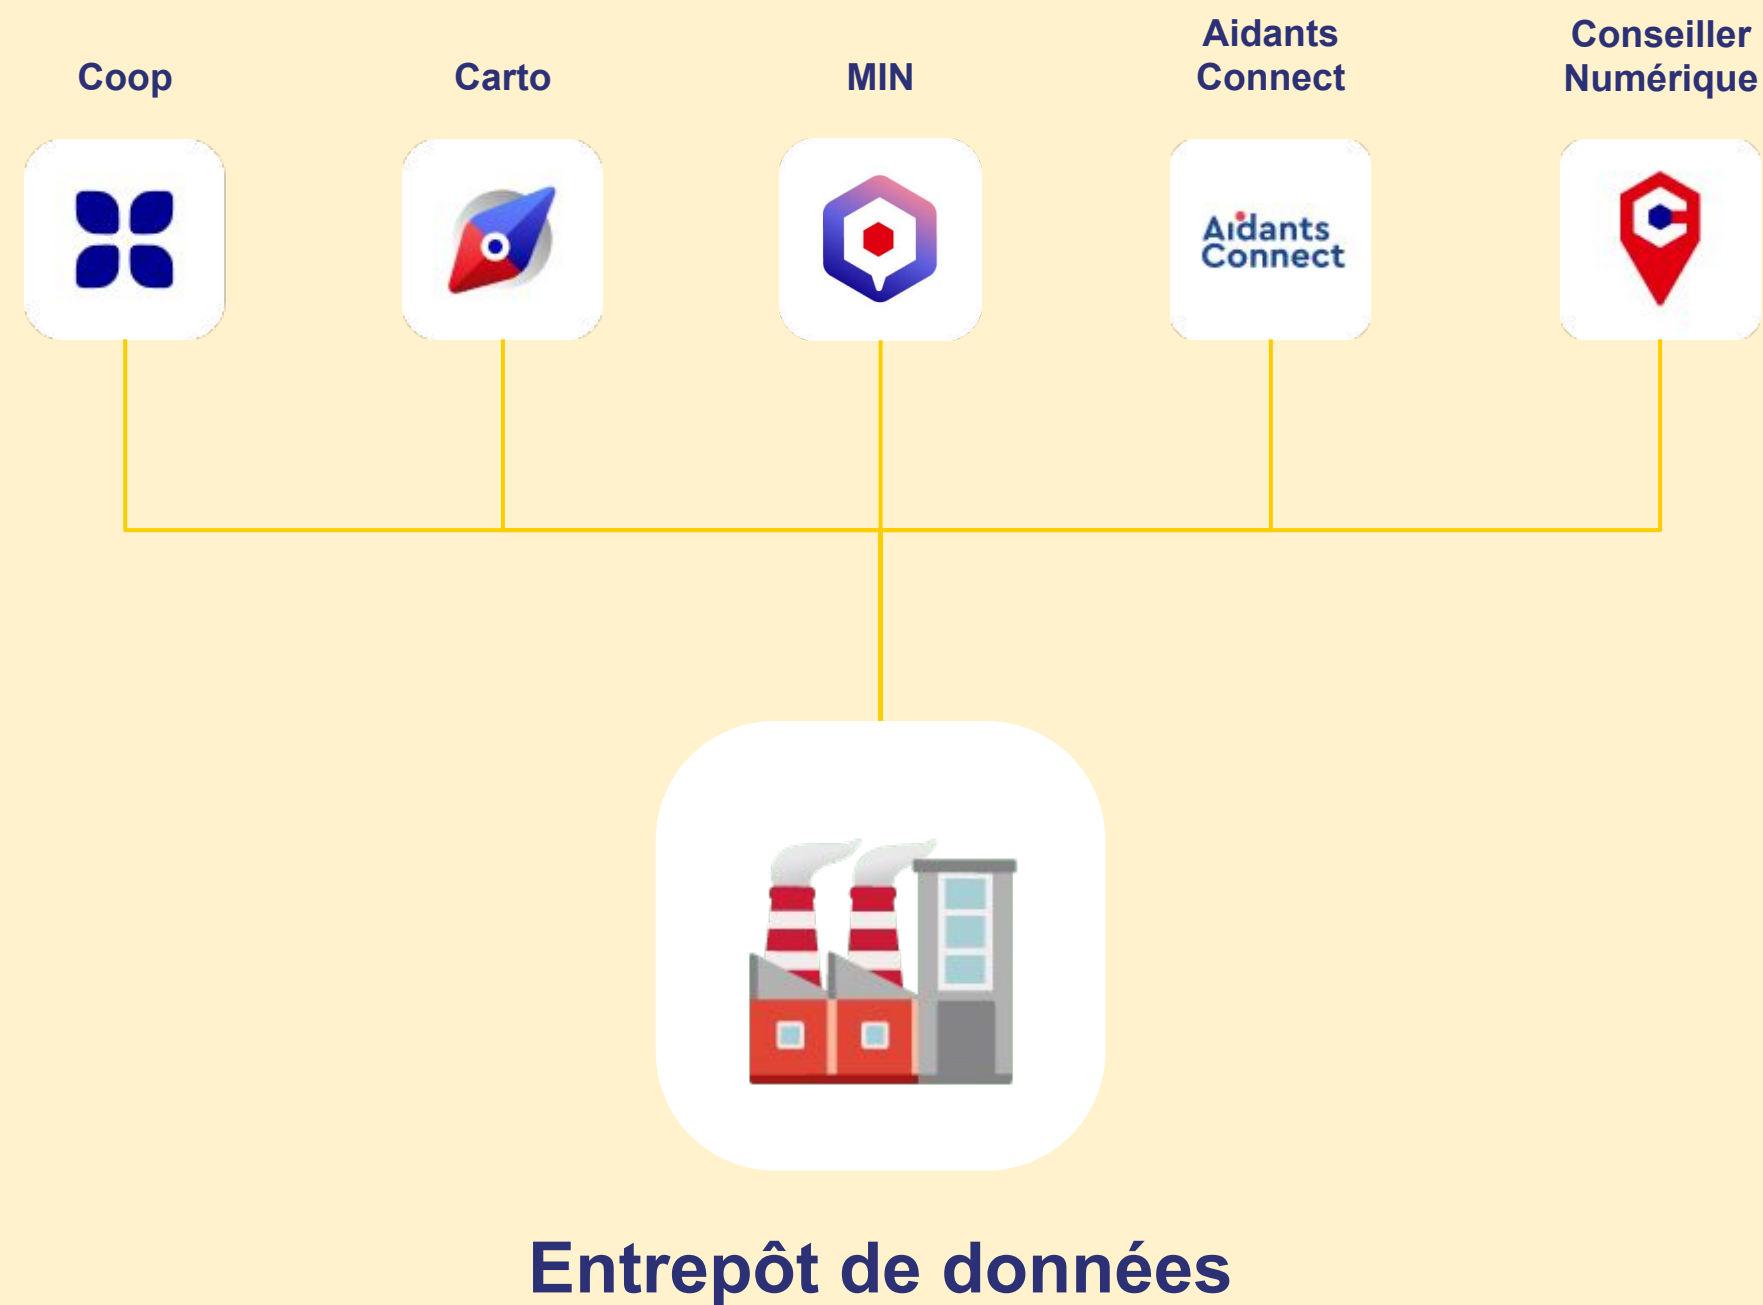 Coop
Carto
MIN
Aidants
Connect
Conseiller
Numérique
Aidants
Connect
Entrepôt de données